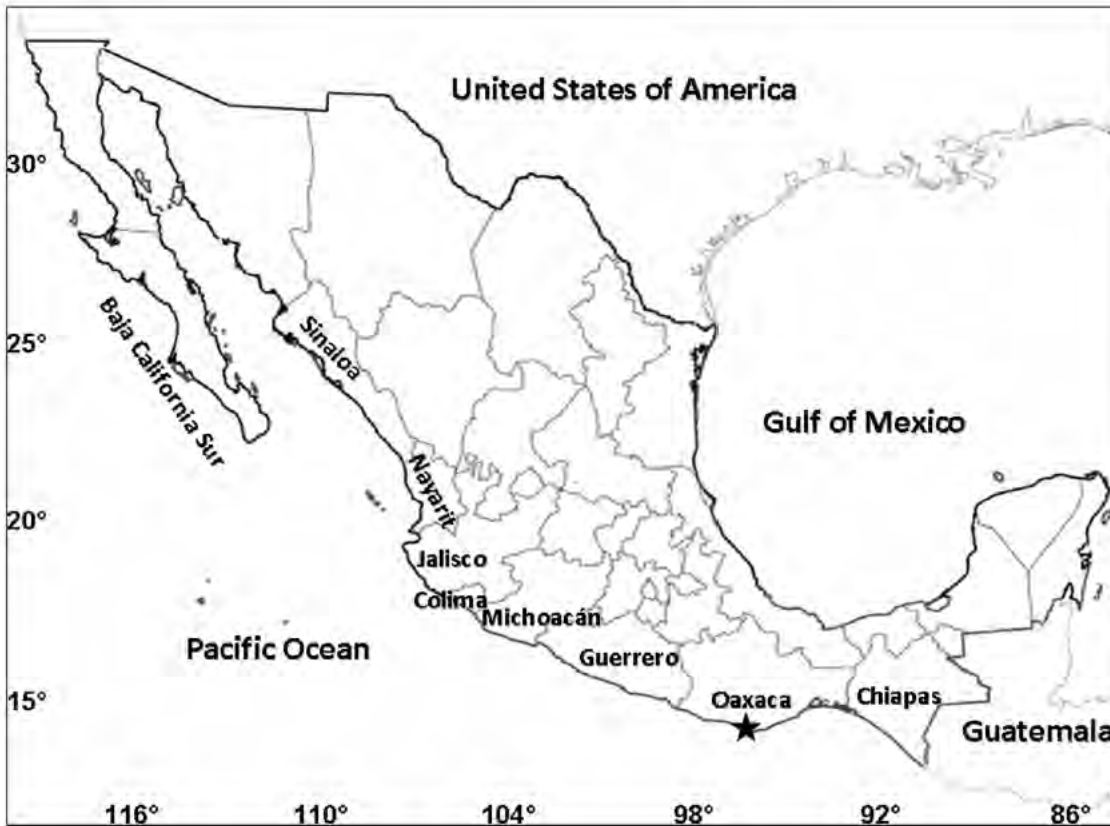 United States of America
30°
Baja California Sur
Sinaloa
25°
Gulf of Mexico
Nayarit
20°
Jalisco
Colima
Michoacán
Pacific Ocean
Guerrero
15°
Oaxaca
Chiapas
Guatemala
116°
110°
104°
98°
92°
86°